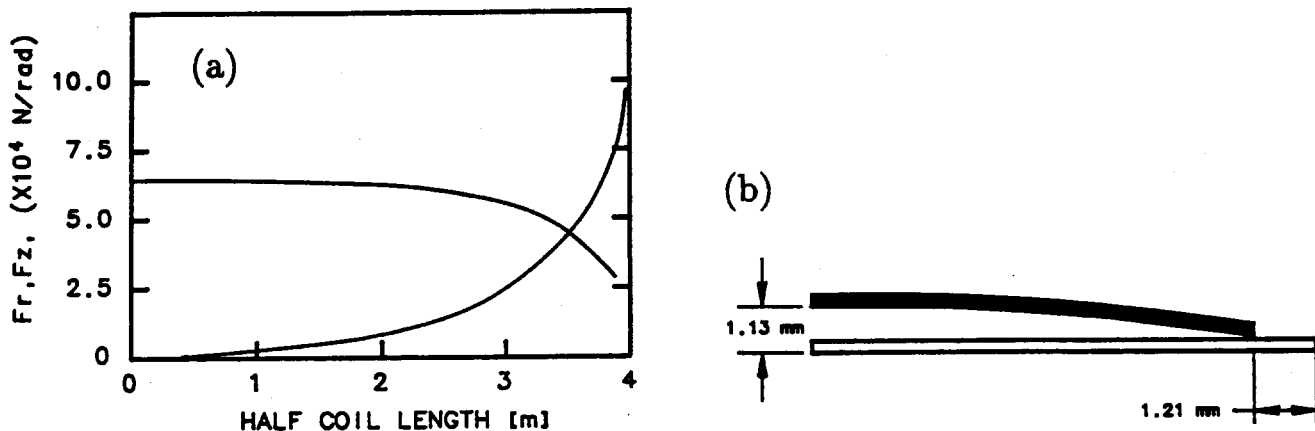 (a)
Fr,Fz, (X10⁴ N/rad)
10.0
7.5
5.0
2.5
0
0 1 2 3 4
HALF COIL LENGTH [m]
(b)
1.13 mm
1.21 mm